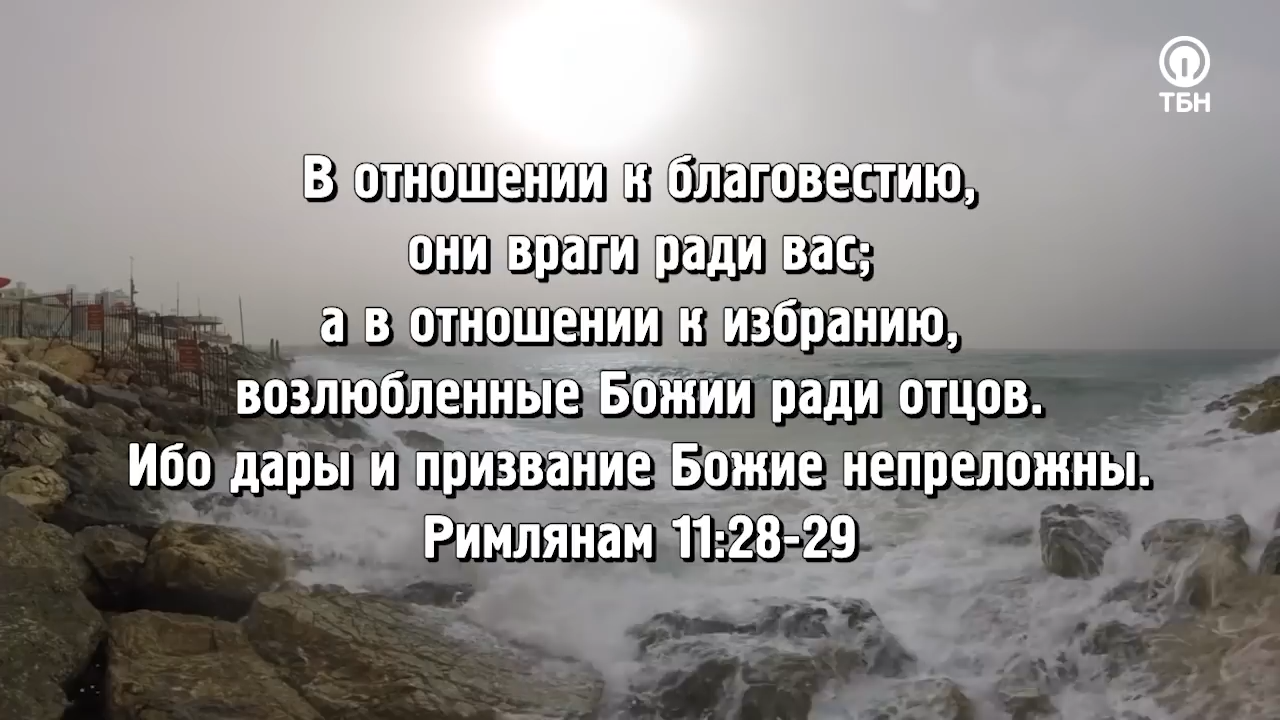 ТБН
В отношении к благовестию,
они враги ради вас;
а в отношении к избранию,
возлюбленные Божии ради отцов.
Ибо дары и призвание Божие непреложны.
Римлянам 11:28-29